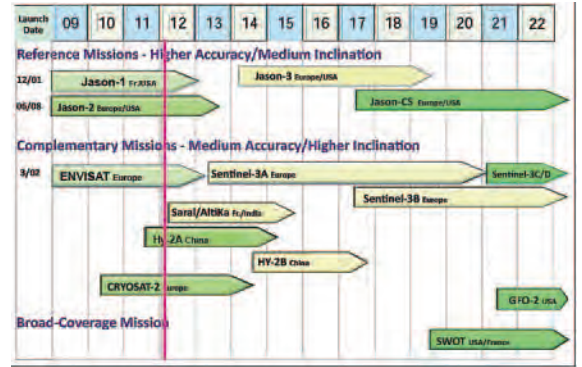 Launch Date 09 10 11 12 13 14 15 16 17 18 19 20 21 22
Reference Missions - Higher Accuracy/Medium Inclination
12/01 Jason-1 Fr./USA
Jason-3 Europe/USA
06/08 Jason-2 Europe/USA
Jason-CS Europe/USA
Complementary Missions - Medium Accuracy/Higher Inclination
3/02 ENVISAT Europe
Sentinel-3A Europe
Sentinel-3C/D
Sentinel-3B Europe
Saral/AltiKa Fr./India
HY-2A China
HY-2B China
CRYOSAT-2 Europe
GFO-2 USA
Broad-Coverage Mission
SWOT USA/France